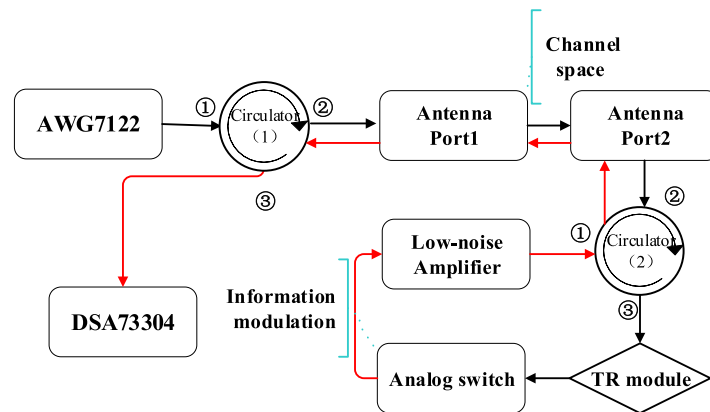 Channel
space
①
②
AWG7122
Circulator
（1）
Antenna
Port1
Antenna
Port2
③
②
①
Low-noise
Amplifier
Circulator
（2）
Information
modulation
③
DSA73304
Analog switch
TR module